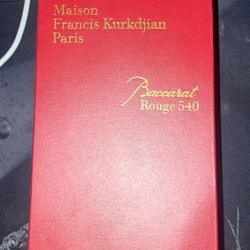 Maison
Francis Kurkdjian
Paris
Baccarat
Rouge 540